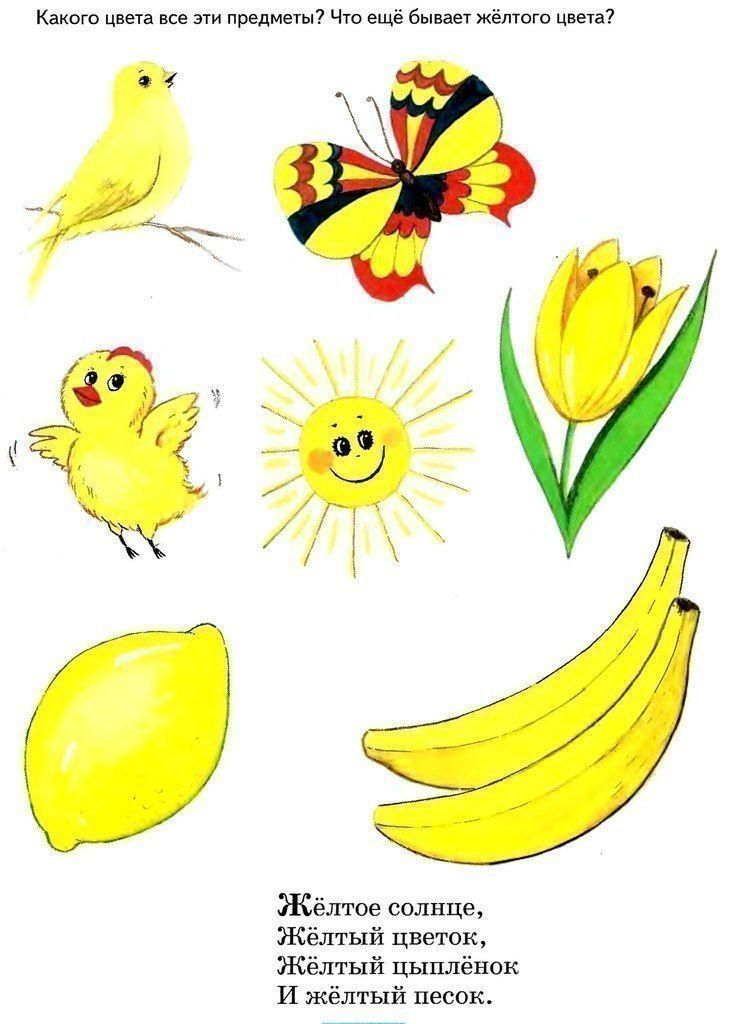 Какого цвета все эти предметы? Что ещё бывает жёлтого цвета?
Жёлтое солнце,
Жёлтый цветок,
Жёлтый цыплёнок
И жёлтый песок.